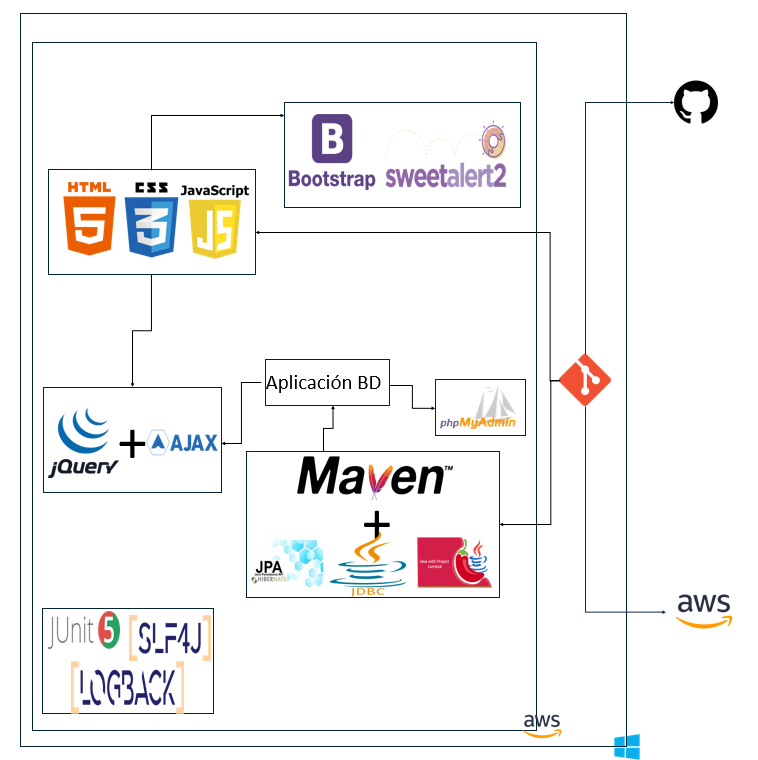 Bootstrap
sweetalert2
HTML
CSS
JavaScript
5
3
JS
B
Aplicación BD
phpMyAdmin
jQuery
+
AJAX
Maven™
+
JPA
HIBERNATE
JDBC
Java with Project
Lombok
JUnit 5
[SLF4J]
[LOGBACK]
aws
aws